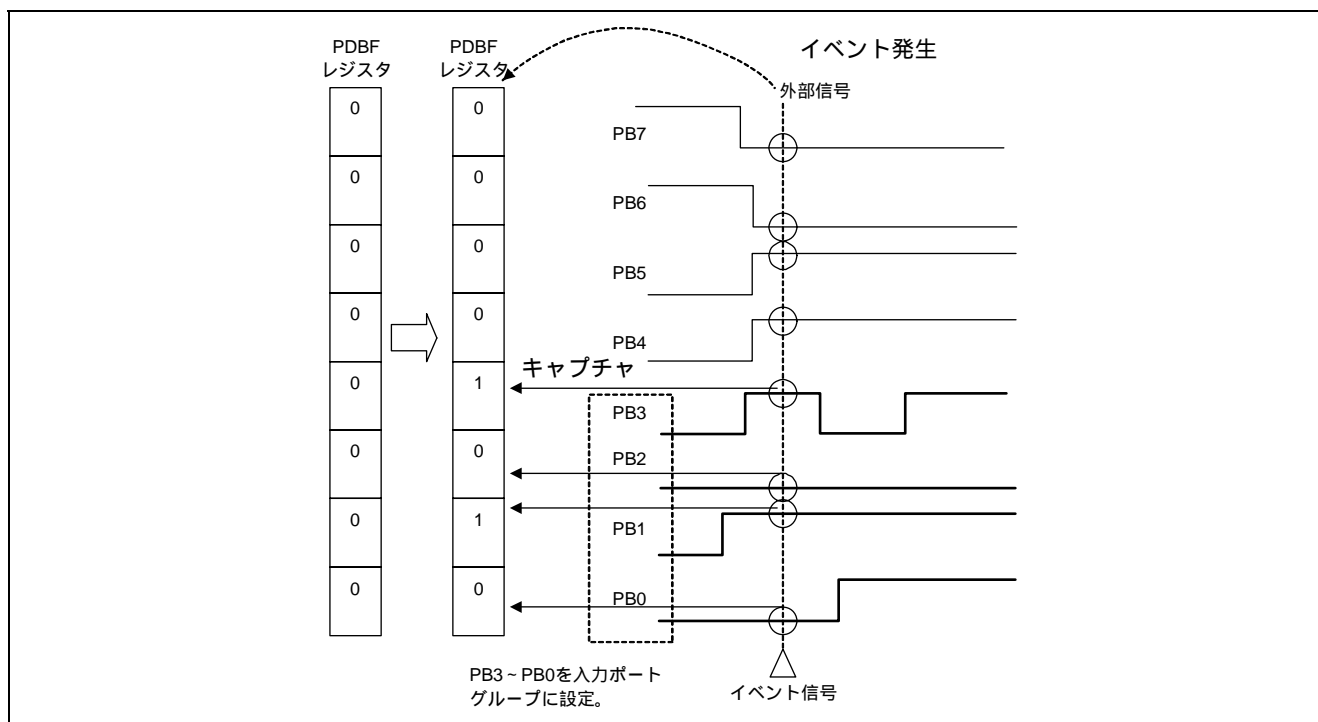 PDBF
レジスタ
PDBF
レジスタ
イベント発生
外部信号
0
0
PB7
0
0
PB6
0
0
PB5
0
0
PB4
キャプチャ
0
1
PB3
0
0
PB2
0
1
PB1
0
0
PB0
PB3~PB0を入力ポート
グループに設定。
イベント信号